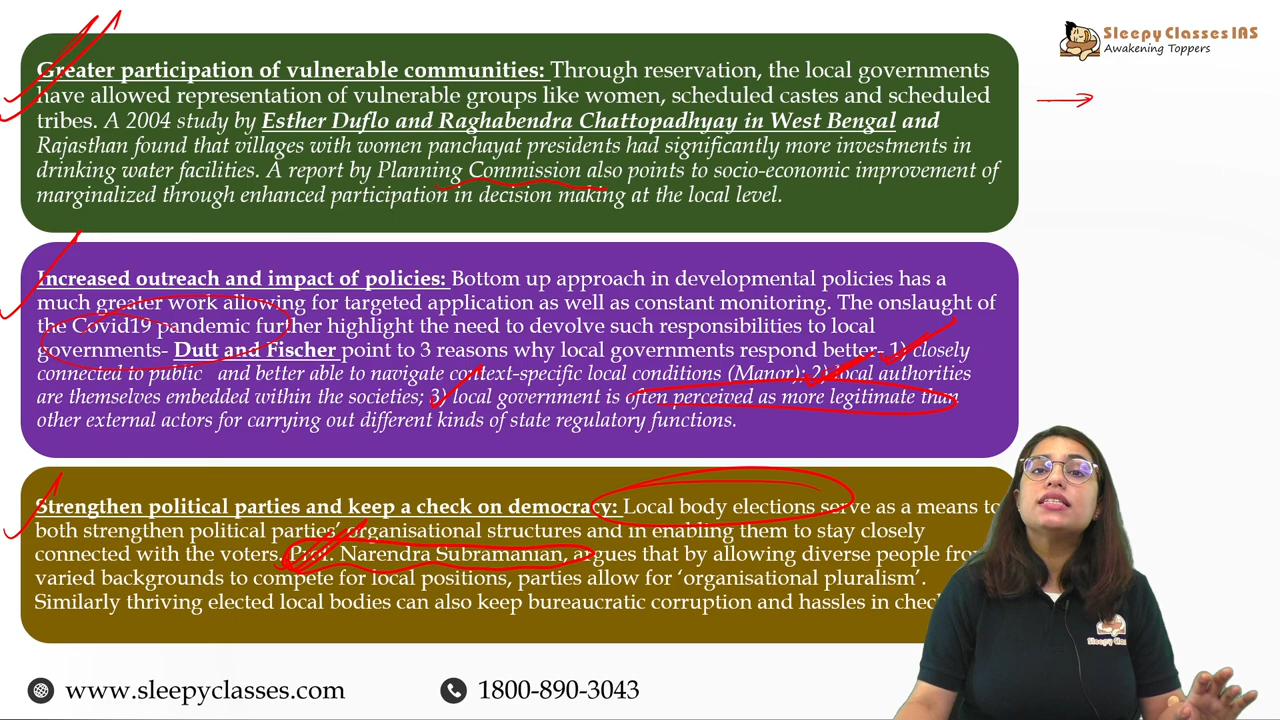 Sleepy Classes IAS
Awakening Toppers
Greater participation of vulnerable communities: Through reservation, the local governments
have allowed representation of vulnerable groups like women, scheduled castes and scheduled
tribes. A 2004 study by Esther Duflo and Raghabendra Chattopadhyay in West Bengal and
Rajasthan found that villages with women panchayat presidents had significantly more investments in
drinking water facilities. A report by Planning Commission also points to socio-economic improvement of
marginalized through enhanced participation in decision making at the local level.
Increased outreach and impact of policies: Bottom up approach in developmental policies has a
much greater work allowing for targeted application as well as constant monitoring. The onslaught of
the Covid19 pandemic further highlight the need to devolve such responsibilities to local
governments- Dutt and Fischer point to 3 reasons why local governments respond better- 1) closely
connected to public and better able to navigate context-specific local conditions (Manor); 2) local authorities
are themselves embedded within the societies; 3) local government is often perceived as more legitimate than
other external actors for carrying out different kinds of state regulatory functions.
Strengthen political parties and keep a check on democracy: Local body elections serve as a means to
both strengthen political parties' organisational structures and in enabling them to stay closely
connected with the voters. Prof. Narendra Subramanian, argues that by allowing diverse people from
varied backgrounds to compete for local positions, parties allow for 'organisational pluralism'.
Similarly thriving elected local bodies can also keep bureaucratic corruption and hassles in chec
www.sleepyclasses.com
1800-890-3043
Sleepy Classes